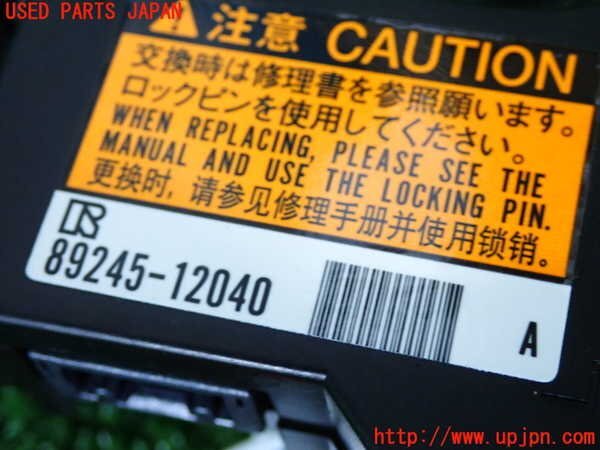 USED PARTS JAPAN
注意 CAUTION
交換時は修理書を参照願います。
ロックピンを使用してください。
WHEN REPLACING, PLEASE SEE THE
MANUAL AND USE THE LOCKING PIN.
更换时,请参见修理手册并使用锁销。
89245-12040
A
http://www.upjpn.com